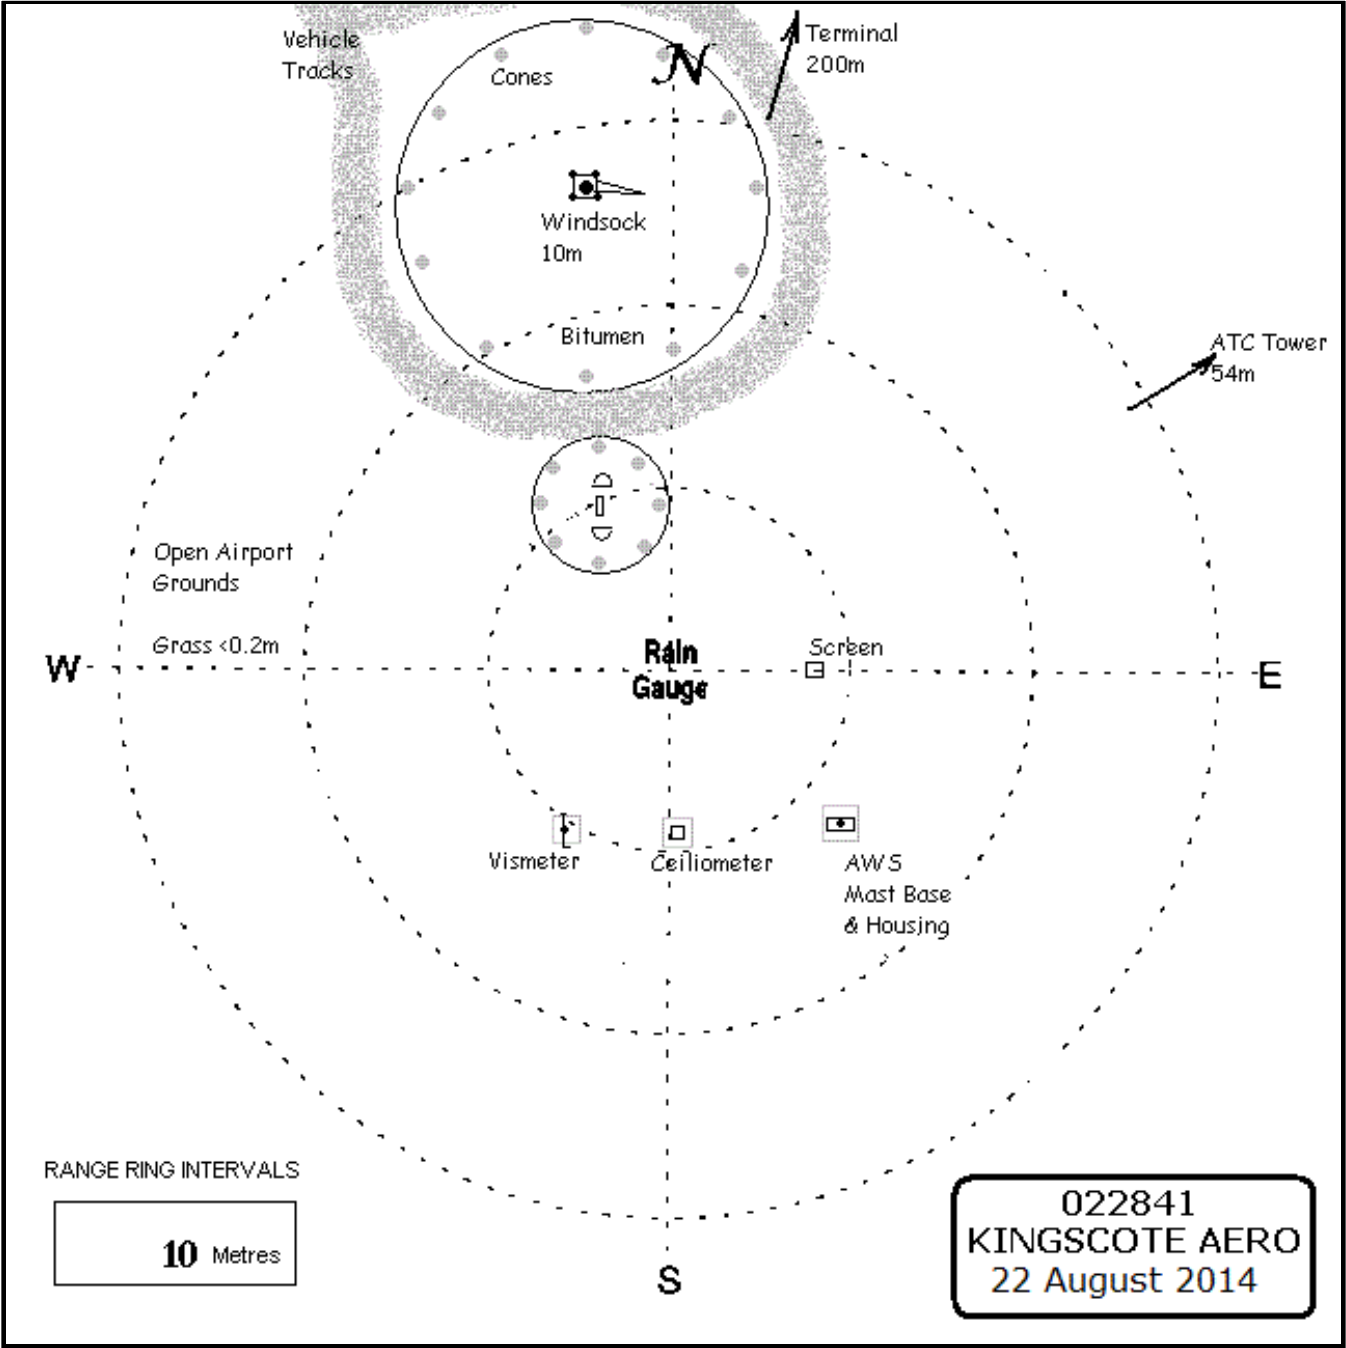 Vehicle
Tracks
Cones
N
Terminal
200m
Windsock
10m
Bitumen
ATC Tower
54m
Open Airport
Grounds
Grass <0.2m
W
Rain
Gauge
Screen
E
Vismeter
Ceiliometer
AWS
Mast Base
& Housing
RANGE RING INTERVALS
10 Metres
S
022841
KINGSCOTE AERO
22 August 2014